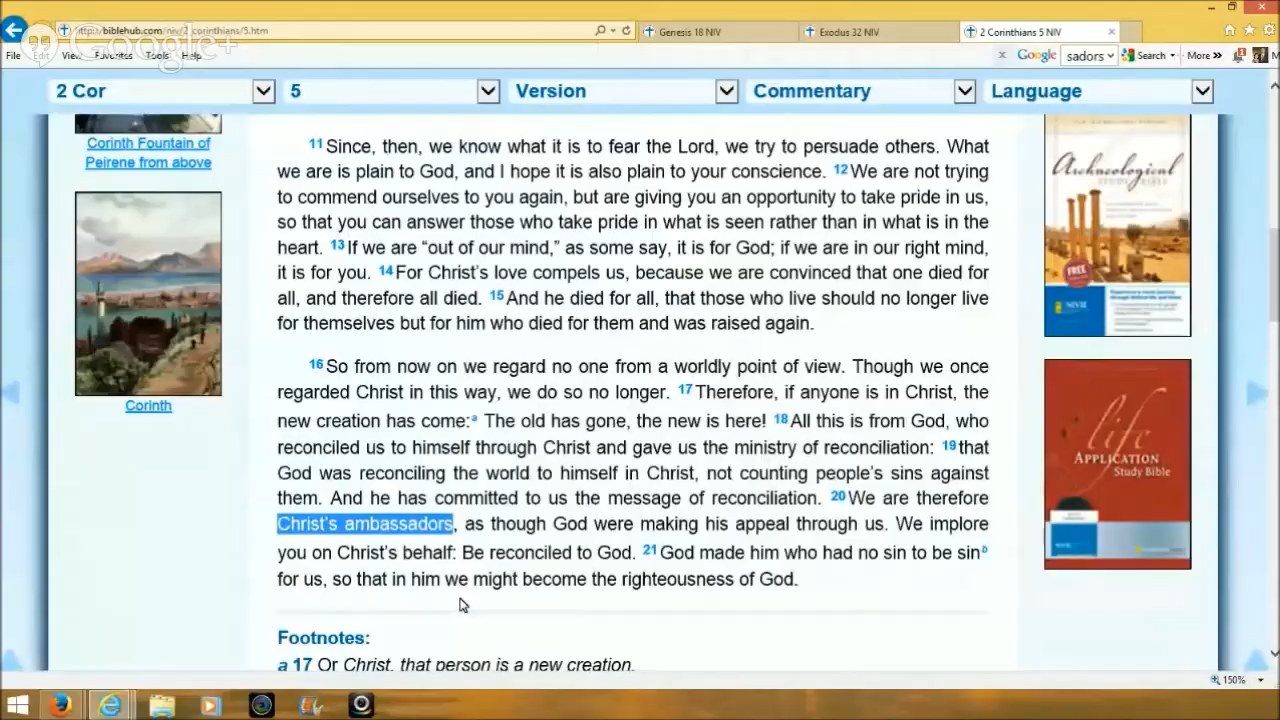 http://biblehub.com/niv/2_corinthians/5.htm
Genesis 18 NIV
Exodus 32 NIV
2 Corinthians 5 NIV
Google+
File Edit View Favorites Tools Help
Google sadors Search More »
2 Cor 5 Version Commentary Language
Corinth Fountain of
Peirene from above
Corinth
11 Since, then, we know what it is to fear the Lord, we try to persuade others. What
we are is plain to God, and I hope it is also plain to your conscience. 12 We are not trying
to commend ourselves to you again, but are giving you an opportunity to take pride in us,
so that you can answer those who take pride in what is seen rather than in what is in the
heart. 13 If we are “out of our mind,” as some say, it is for God; if we are in our right mind,
it is for you. 14 For Christ’s love compels us, because we are convinced that one died for
all, and therefore all died. 15 And he died for all, that those who live should no longer live
for themselves but for him who died for them and was raised again.
16 So from now on we regard no one from a worldly point of view. Though we once
regarded Christ in this way, we do so no longer. 17 Therefore, if anyone is in Christ, the
new creation has come:a The old has gone, the new is here! 18 All this is from God, who
reconciled us to himself through Christ and gave us the ministry of reconciliation: 19 that
God was reconciling the world to himself in Christ, not counting people’s sins against
them. And he has committed to us the message of reconciliation. 20 We are therefore
Christ’s ambassadors, as though God were making his appeal through us. We implore
you on Christ’s behalf: Be reconciled to God. 21 God made him who had no sin to be sinb
for us, so that in him we might become the righteousness of God.
Footnotes:
a 17 Or Christ, that person is a new creation.
Archaeological
STUDY BIBLE
FREE
NIV
life
APPLICATION
Study Bible
150%